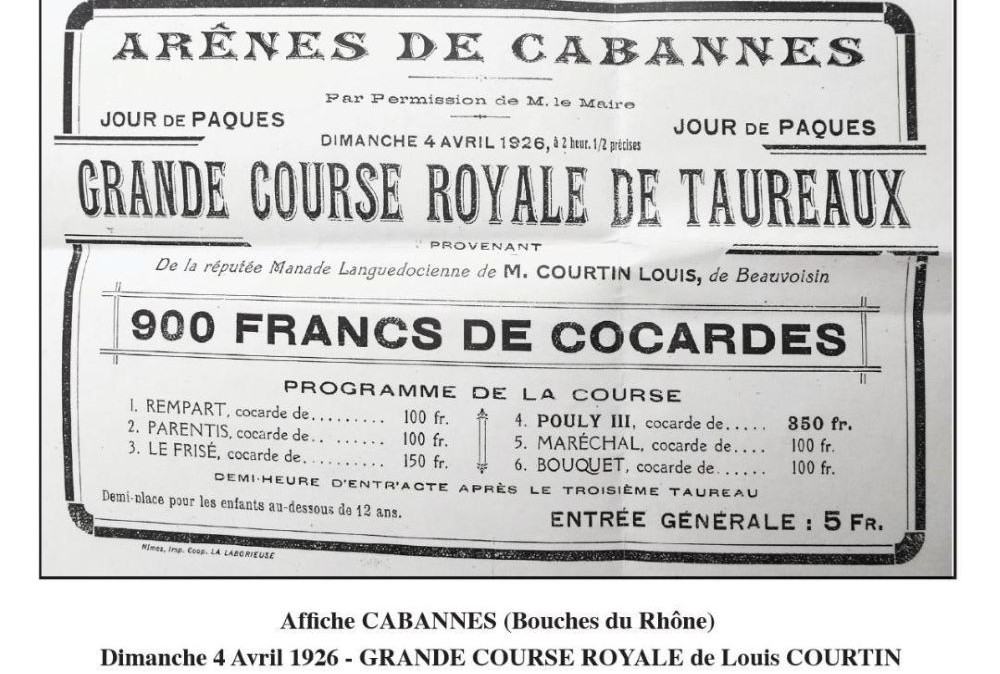 ARÊNES DE CABANNES
Par Permission de M. le Maire
JOUR DE PAQUES
JOUR DE PAQUES
DIMANCHE 4 AVRIL 1926, à 2 heur. 1/2 précises
GRANDE COURSE ROYALE DE TAUREAUX
PROVENANT
De la réputée Manade Languedocienne de M. COURTIN LOUIS, de Beauvoisin
900 FRANCS DE COCARDES
PROGRAMME DE LA COURSE
1. REMPART, cocarde de......... 100 fr.
2. PARENTIS, cocarde de.. ...... 100 fr.
3. LE FRISÉ, cocarde de.......... 150 fr.
4. POULY III, cocarde de..... 350 fr.
5. MARÉCHAL, cocarde de.... 100 fr.
6. BOUQUET, cocarde de...... 100 fr.
DEMI-HEURE D'ENTR'ACTE APRÈS LE TROISIÈME TAUREAU
Demi-place pour les enfants au-dessous de 12 ans.
ENTRÉE GÉNÉRALE : 5 FR.
Nimes, Imp. Coop. LA LABORIEUSE
Affiche CABANNES (Bouches du Rhône)
Dimanche 4 Avril 1926 - GRANDE COURSE ROYALE de Louis COURTIN